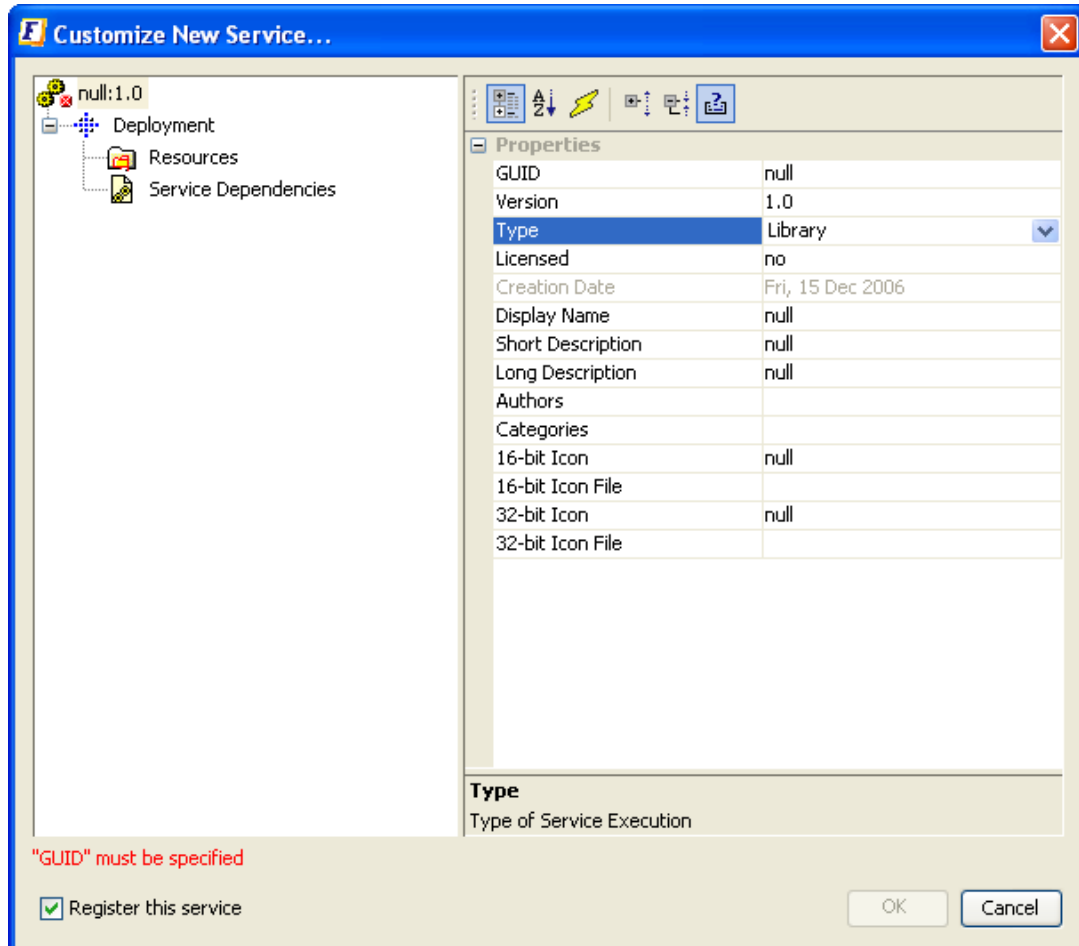 Customize New Service...
null:1.0
Deployment
Resources
Service Dependencies
Properties
GUID null
Version 1.0
Type Library
Licensed no
Creation Date Fri, 15 Dec 2006
Display Name null
Short Description null
Long Description null
Authors
Categories
16-bit Icon null
16-bit Icon File
32-bit Icon null
32-bit Icon File
Type
Type of Service Execution
"GUID" must be specified
Register this service
OK
Cancel